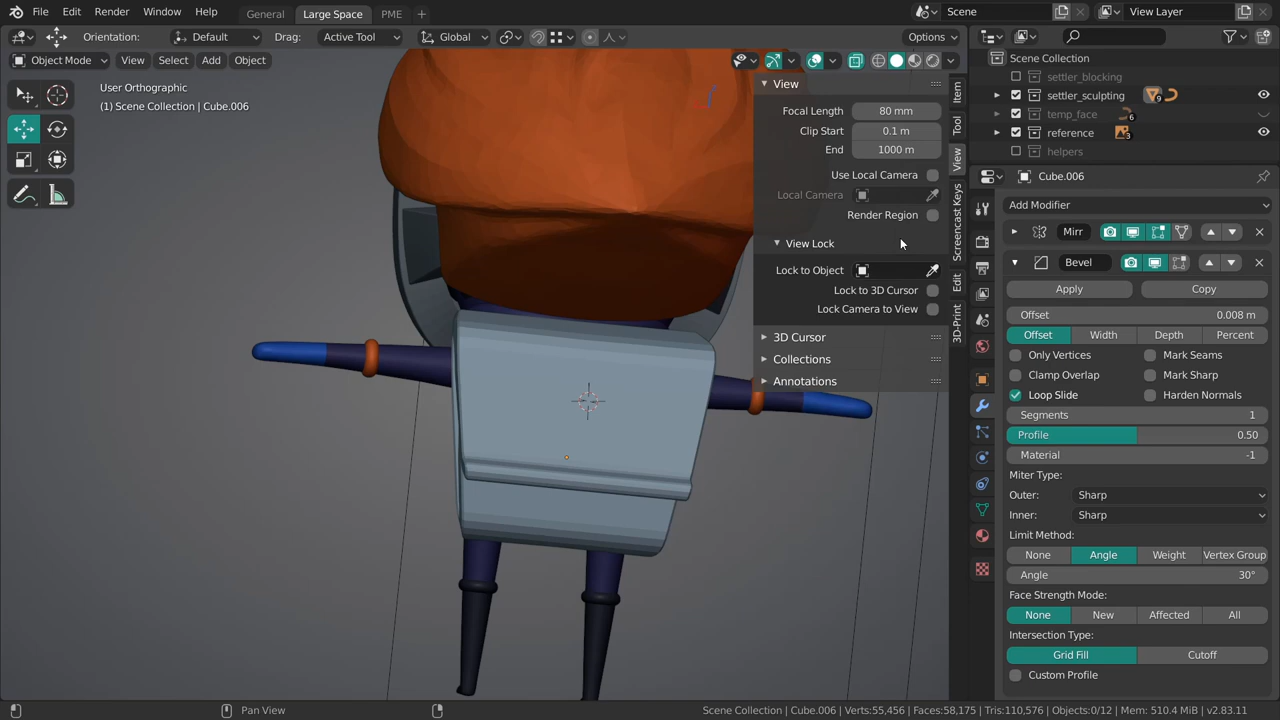 File Edit Render Window Help General Large Space PME + Scene View Layer
Orientation: Default Drag: Active Tool Global Options
Object Mode View Select Add Object
User Orthographic
(1) Scene Collection | Cube.006
View
Focal Length 80 mm
Clip Start 0.1 m
End 1000 m
Use Local Camera
Local Camera
Render Region
View Lock
Lock to Object
Lock to 3D Cursor
Lock Camera to View
3D Cursor
Collections
Annotations
Item
Tool
View
Screencast Keys
Edit
3D-Print
Scene Collection
settler_blocking
settler_sculpting 9
temp_face 6
reference 3
helpers
Cube.006
Add Modifier
Mirr
Bevel
Apply Copy
Offset 0.008 m
Offset Width Depth Percent
Only Vertices Mark Seams
Clamp Overlap Mark Sharp
Loop Slide Harden Normals
Segments 1
Profile 0.50
Material -1
Miter Type:
Outer: Sharp
Inner: Sharp
Limit Method:
None Angle Weight Vertex Group
Angle 30°
Face Strength Mode:
None New Affected All
Intersection Type:
Grid Fill Cutoff
Custom Profile
Pan View
Scene Collection | Cube.006 | Verts:55,456 | Faces:58,175 | Tris:110,576 | Objects:0/12 | Mem: 510.4 MiB | v2.83.11